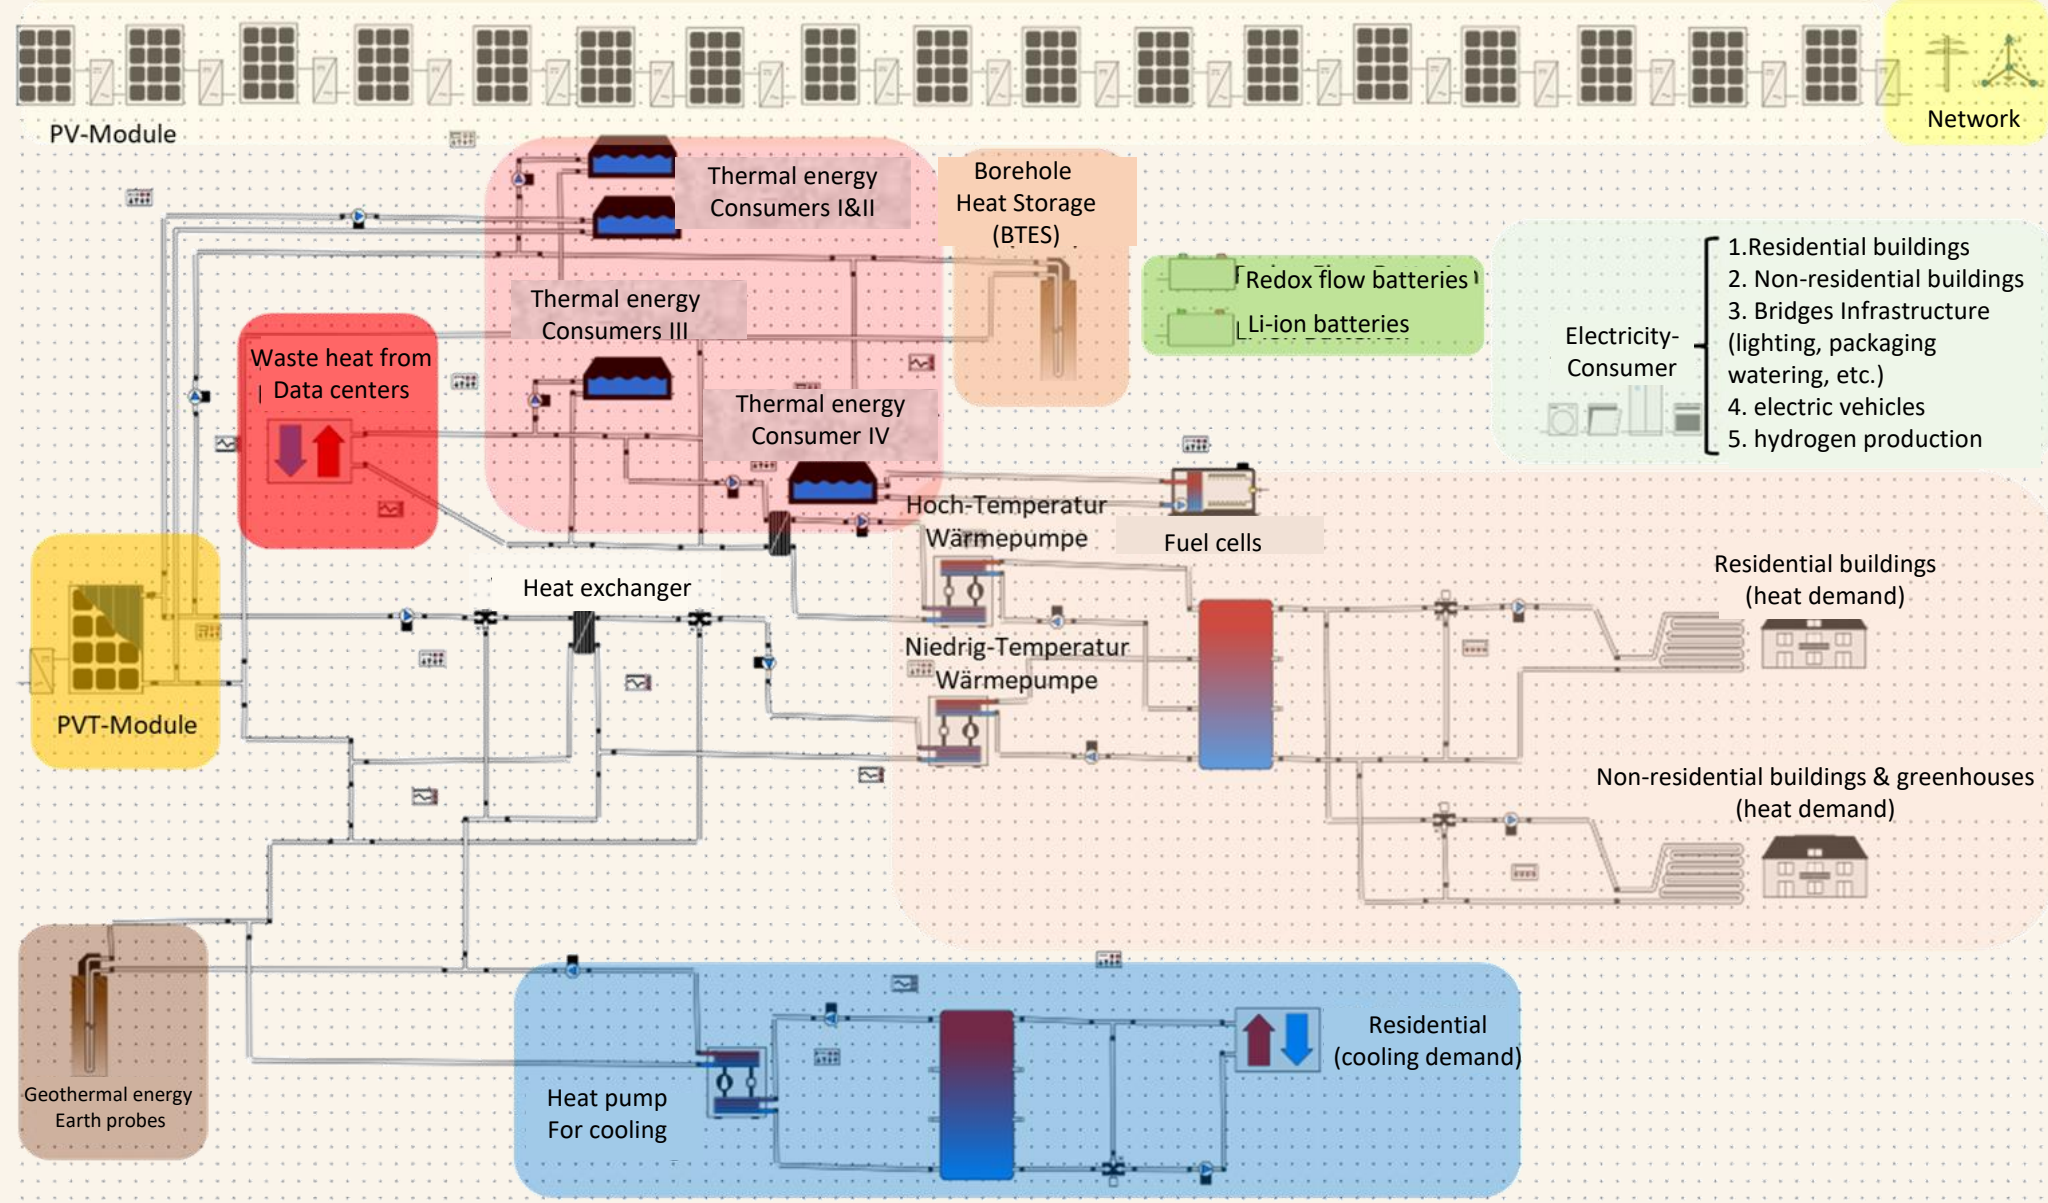 Network
PV-Module
Thermal energy
Consumers I&II
Borehole
Heat Storage
(BTES)
Thermal energy
Consumers III
Redox flow batteries
Li-ion batteries
Electricity-
Consumer
1.Residential buildings
2. Non-residential buildings
3. Bridges Infrastructure
(lighting, packaging
watering, etc.)
4. electric vehicles
5. hydrogen production
Waste heat from
Data centers
Thermal energy
Consumer IV
Hoch-Temperatur
Wärmepumpe
Fuel cells
Heat exchanger
Residential buildings
(heat demand)
Niedrig-Temperatur
Wärmepumpe
PVT-Module
Non-residential buildings & greenhouses
(heat demand)
Geothermal energy
Earth probes
Heat pump
For cooling
Residential
(cooling demand)